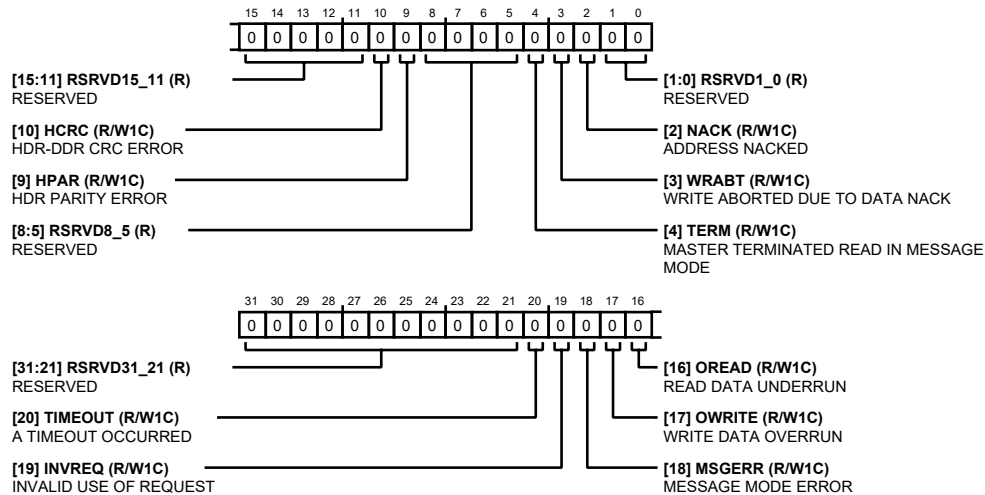 15 14 13 12 11 10 9 8 7 6 5 4 3 2 1 0
0 0 0 0 0 0 0 0 0 0 0 0 0 0 0 0
[15:11] RSRVD15_11 (R)
RESERVED
[10] HCRC (R/W1C)
HDR-DDR CRC ERROR
[9] HPAR (R/W1C)
HDR PARITY ERROR
[8:5] RSRVD8_5 (R)
RESERVED
[1:0] RSRVD1_0 (R)
RESERVED
[2] NACK (R/W1C)
ADDRESS NACKED
[3] WRABT (R/W1C)
WRITE ABORTED DUE TO DATA NACK
[4] TERM (R/W1C)
MASTER TERMINATED READ IN MESSAGE
MODE
31 30 29 28 27 26 25 24 23 22 21 20 19 18 17 16
0 0 0 0 0 0 0 0 0 0 0 0 0 0 0 0
[31:21] RSRVD31_21 (R)
RESERVED
[20] TIMEOUT (R/W1C)
A TIMEOUT OCCURRED
[19] INVREQ (R/W1C)
INVALID USE OF REQUEST
[16] OREAD (R/W1C)
READ DATA UNDERRUN
[17] OWRITE (R/W1C)
WRITE DATA OVERRUN
[18] MSGERR (R/W1C)
MESSAGE MODE ERROR